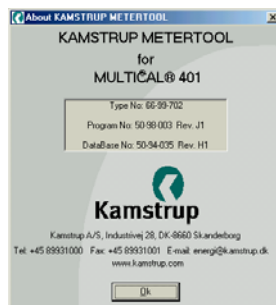 About KAMSTRUP METERTOOL
KAMSTRUP METERTOOL
for
MULTICAL® 401
Type No: 66-99-702
Program No: 50-98-003 Rev. J1
DataBase No: 50-94-035 Rev. H1
Kamstrup
Kamstrup A/S, Industrivej 28, DK-8660 Skanderborg
Tel: +45 89931000 Fax: +45 89931001 E-mail: energi@kamstrup.dk
www.kamstrup.com
Ok